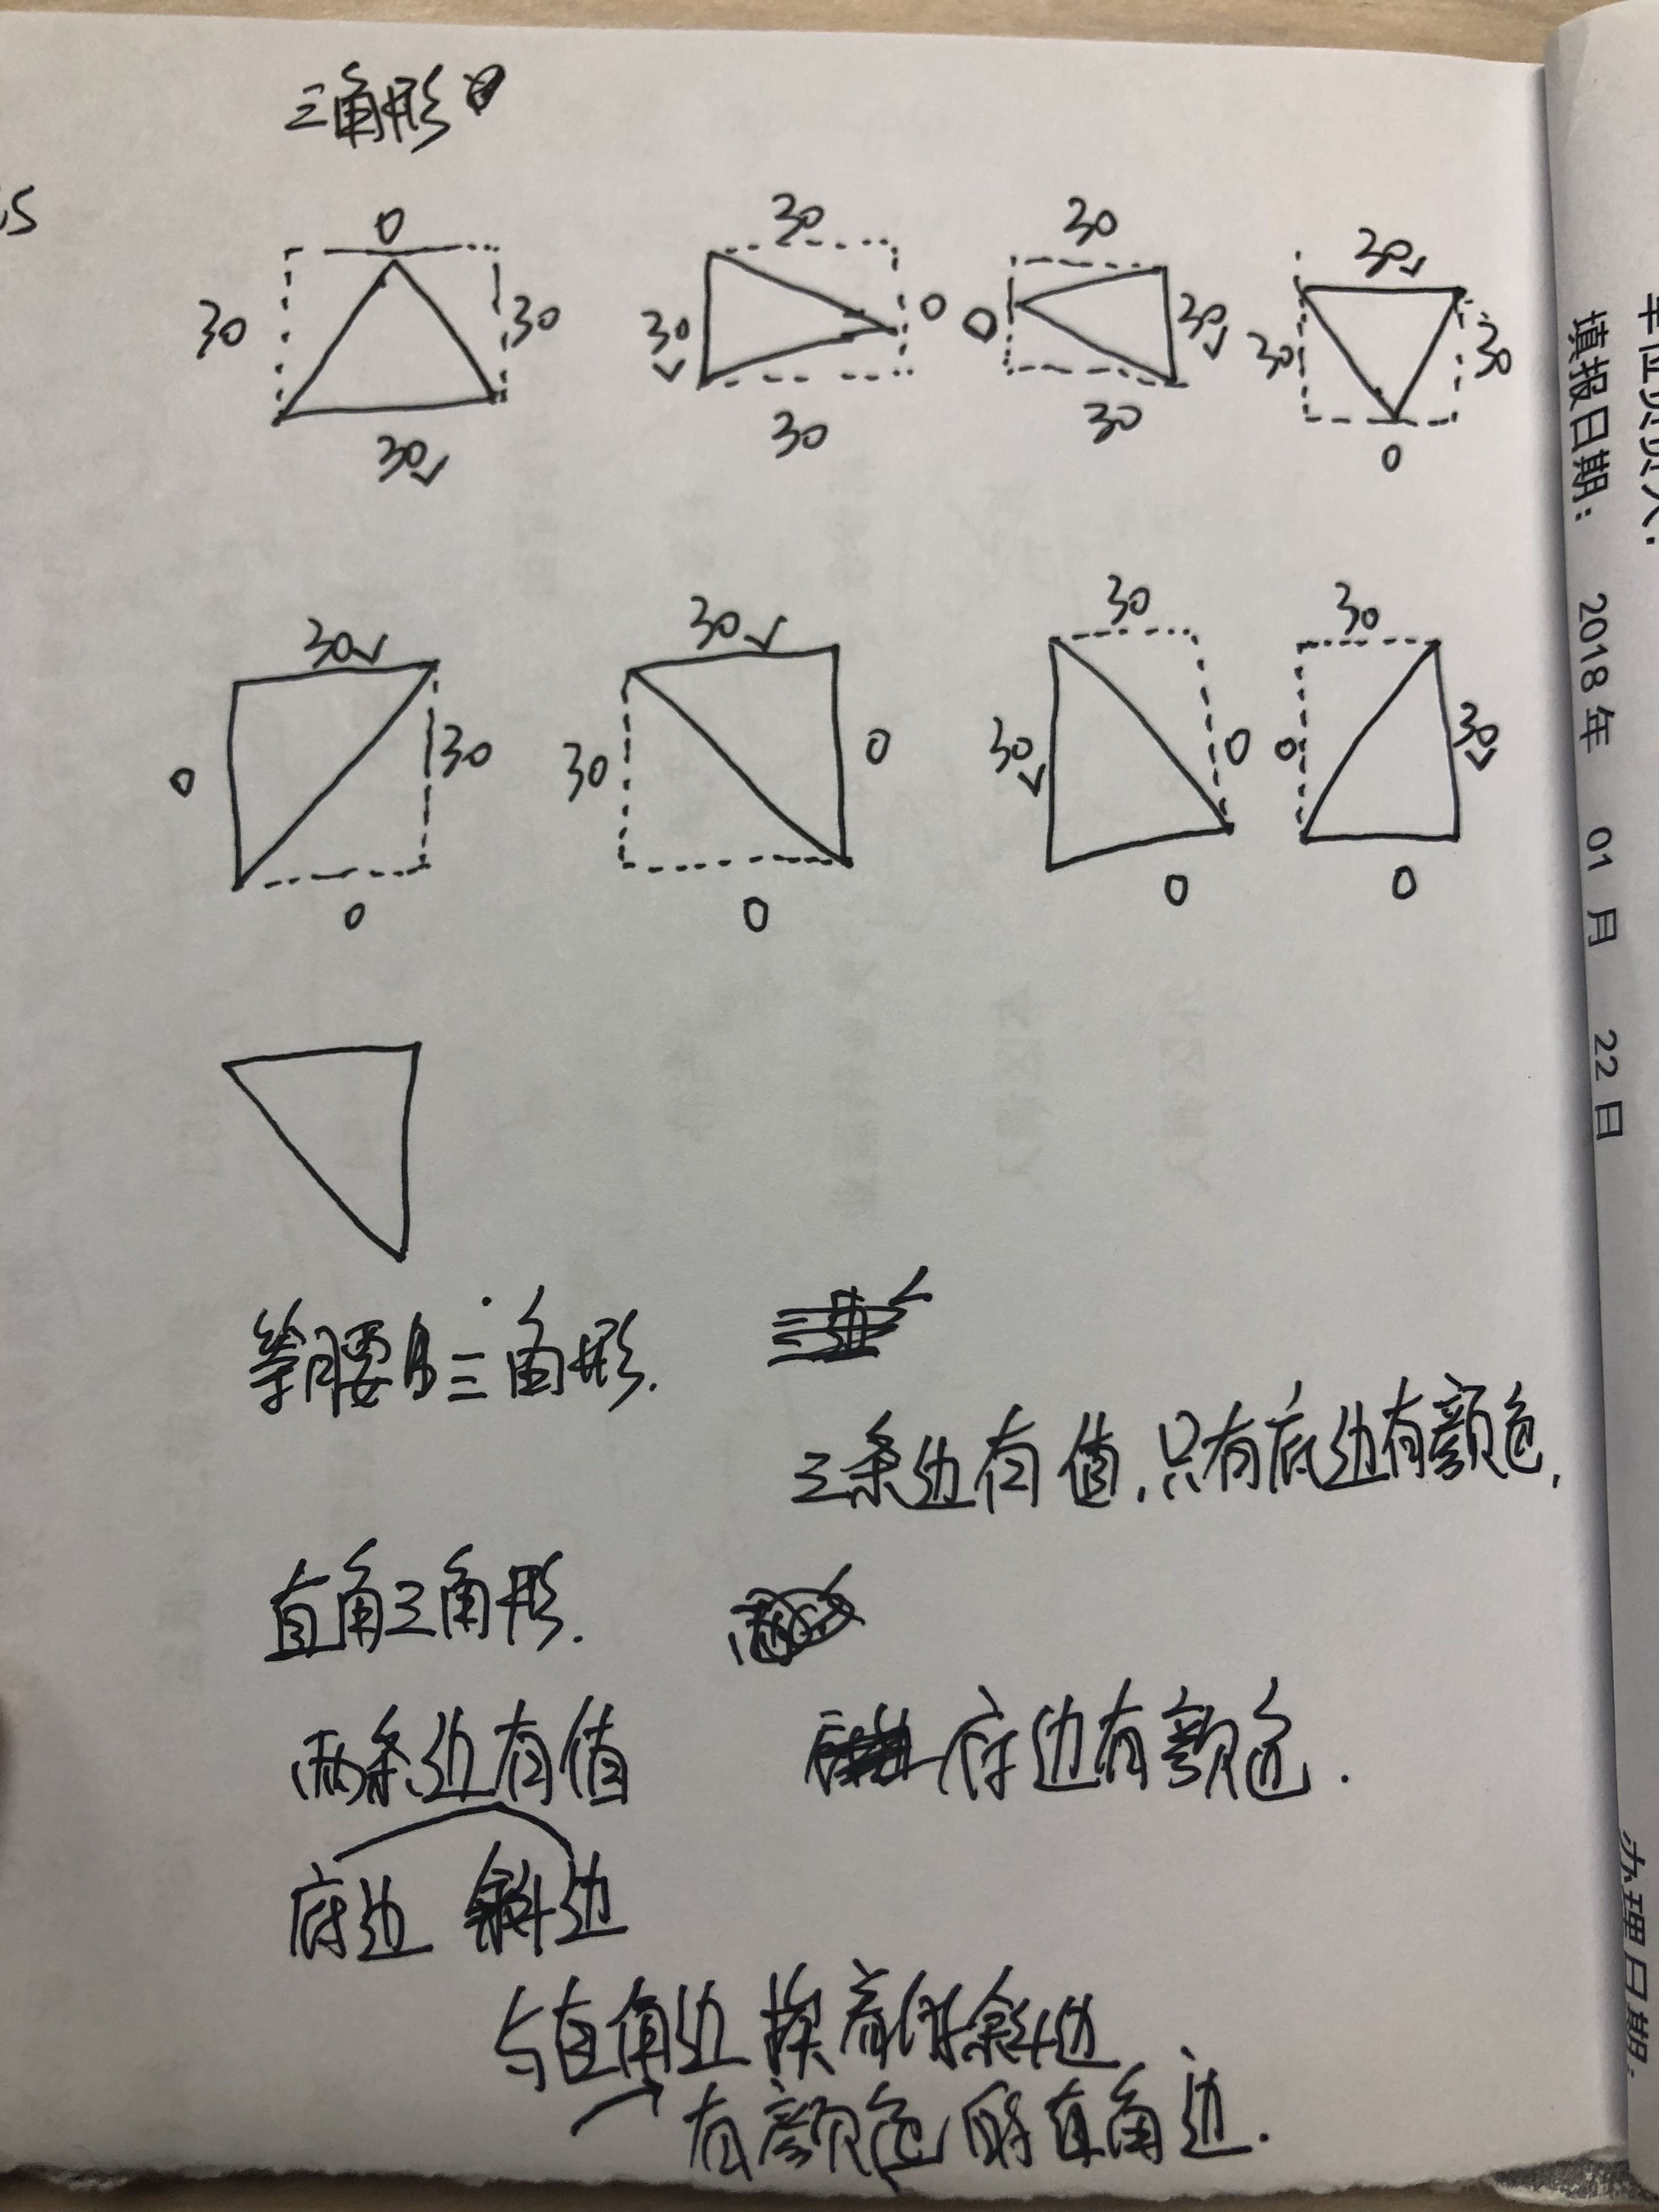 三角形
0 30 30 30✓
30 30 30✓ 0 0 30✓ 30 30
30✓ 30 30 0
30 30✓
30✓ 30✓
0 30 30 0 30✓ 0 0 30✓
0 0 0 0
等腰三角形.
三条边有值.只有底边有颜色.
直角三角形.
两条边有值 底边有颜色.
底边 斜边
与直角边挨着的斜边
→有颜色的直角边.
填报日期: 2018年 01月 22日
办理日期: